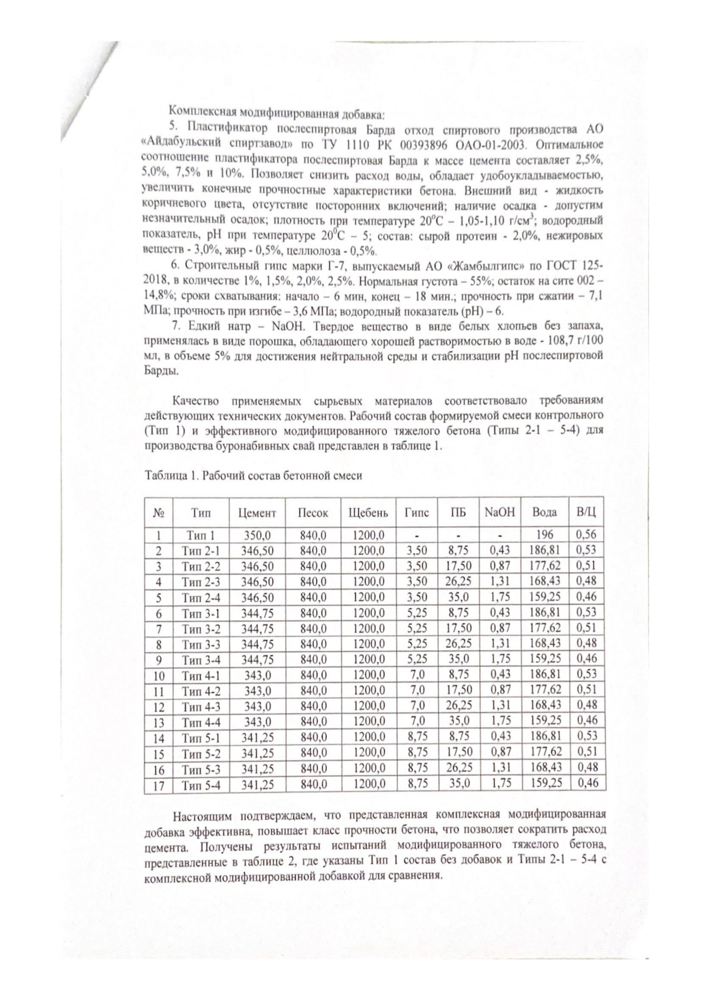 Комплексная модифицированная добавка:
5. Пластификатор послеспиртовая Барда отход спиртового производства АО
«Айдабульский спиртзавод» по ТУ 1110 РК 00393896 ОАО-01-2003. Оптимальное
соотношение пластификатора послеспиртовая Барда к массе цемента составляет 2,5%,
5,0%, 7,5% и 10%. Позволяет снизить расход воды, обладает удобоукладываемостью,
увеличить конечные прочностные характеристики бетона. Внешний вид - жидкость
коричневого цвета, отсутствие посторонних включений; наличие осадка - допустим
незначительный осадок; плотность при температуре 20⁰С – 1,05-1,10 г/см³; водородный
показатель, рН при температуре 20⁰С – 5; состав: сырой протеин - 2,0%, нежировых
веществ - 3,0%, жир - 0,5%, целлюлоза - 0,5%.
6. Строительный гипс марки Г-7, выпускаемый АО «Жамбылгипс» по ГОСТ 125-
2018, в количестве 1%, 1,5%, 2,0%, 2,5%. Нормальная густота – 55%; остаток на сите 002 –
14,8%; сроки схватывания: начало – 6 мин, конец – 18 мин.; прочность при сжатии – 7,1
МПа; прочность при изгибе – 3,6 МПа; водородный показатель (рН) – 6.
7. Едкий натр – NaOH. Твердое вещество в виде белых хлопьев без запаха,
применялась в виде порошка, обладающего хорошей растворимостью в воде - 108,7 г/100
мл, в объеме 5% для достижения нейтральной среды и стабилизации рН послеспиртовой
Барды.
Качество применяемых сырьевых материалов соответствовало требованиям
действующих технических документов. Рабочий состав формируемой смеси контрольного
(Тип 1) и эффективного модифицированного тяжелого бетона (Типы 2-1 – 5-4) для
производства буронабивных свай представлен в таблице 1.
Таблица 1. Рабочий состав бетонной смеси
№ Тип Цемент Песок Щебень Гипс ПБ NaOH Вода В/Ц
1 Тип 1 350,0 840,0 1200,0 - - - 196 0,56
2 Тип 2-1 346,50 840,0 1200,0 3,50 8,75 0,43 186,81 0,53
3 Тип 2-2 346,50 840,0 1200,0 3,50 17,50 0,87 177,62 0,51
4 Тип 2-3 346,50 840,0 1200,0 3,50 26,25 1,31 168,43 0,48
5 Тип 2-4 346,50 840,0 1200,0 3,50 35,0 1,75 159,25 0,46
6 Тип 3-1 344,75 840,0 1200,0 5,25 8,75 0,43 186,81 0,53
7 Тип 3-2 344,75 840,0 1200,0 5,25 17,50 0,87 177,62 0,51
8 Тип 3-3 344,75 840,0 1200,0 5,25 26,25 1,31 168,43 0,48
9 Тип 3-4 344,75 840,0 1200,0 5,25 35,0 1,75 159,25 0,46
10 Тип 4-1 343,0 840,0 1200,0 7,0 8,75 0,43 186,81 0,53
11 Тип 4-2 343,0 840,0 1200,0 7,0 17,50 0,87 177,62 0,51
12 Тип 4-3 343,0 840,0 1200,0 7,0 26,25 1,31 168,43 0,48
13 Тип 4-4 343,0 840,0 1200,0 7,0 35,0 1,75 159,25 0,46
14 Тип 5-1 341,25 840,0 1200,0 8,75 8,75 0,43 186,81 0,53
15 Тип 5-2 341,25 840,0 1200,0 8,75 17,50 0,87 177,62 0,51
16 Тип 5-3 341,25 840,0 1200,0 8,75 26,25 1,31 168,43 0,48
17 Тип 5-4 341,25 840,0 1200,0 8,75 35,0 1,75 159,25 0,46
Настоящим подтверждаем, что представленная комплексная модифицированная
добавка эффективна, повышает класс прочности бетона, что позволяет сократить расход
цемента. Получены результаты испытаний модифицированного тяжелого бетона,
представленные в таблице 2, где указаны Тип 1 состав без добавок и Типы 2-1 – 5-4 с
комплексной модифицированной добавкой для сравнения.